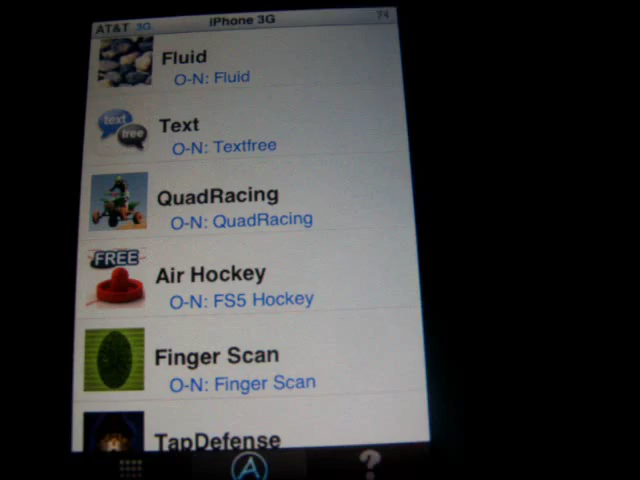 AT&T 3G iPhone 3G 74
Fluid
O-N: Fluid
text free
Text
O-N: Textfree
QuadRacing
O-N: QuadRacing
FREE
Air Hockey
O-N: FS5 Hockey
Finger Scan
O-N: Finger Scan
TapDefense
?